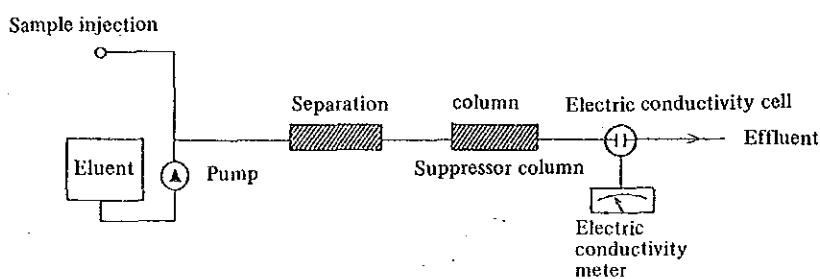 Sample injection
Separation column
Electric conductivity cell
Effluent
Eluent
Pump
Suppressor column
Electric
conductivity
meter